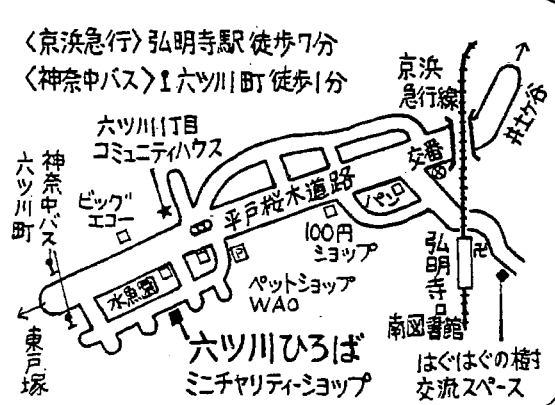 〈京浜急行〉弘明寺駅徒歩7分
〈神奈中バス〉六ツ川町徒歩1分
京浜
急行線
井土ヶ谷
六ツ川1丁目
コミュニティハウス
交番
神奈中バス
六ツ川町
ビッグ
エコー
平戸桜木道路
パン
100円
ショップ
弘明寺
卍
水魚園
P
ペットショップ
WAO
南図書館
東戸塚
六ツ川ひろば
ミニチャリティーショップ
はぐはぐの樹
交流スペース